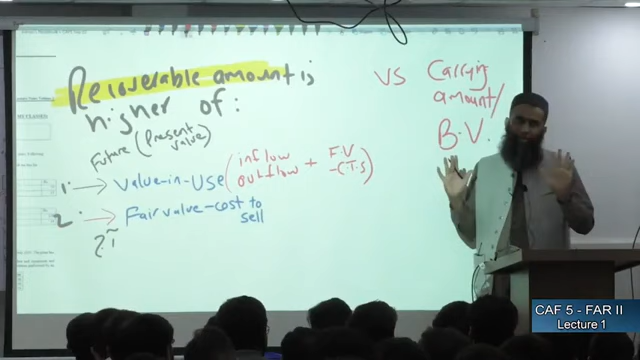 Recoverable amount is
higher of:
Future (Present
value)
1. → Value-in-Use (inflow
outflow + F.V
-C.T.S)
2. → Fair value - cost to
sell
VS Carrying
amount/
B.V.
CAF 5 - FAR II
Lecture 1